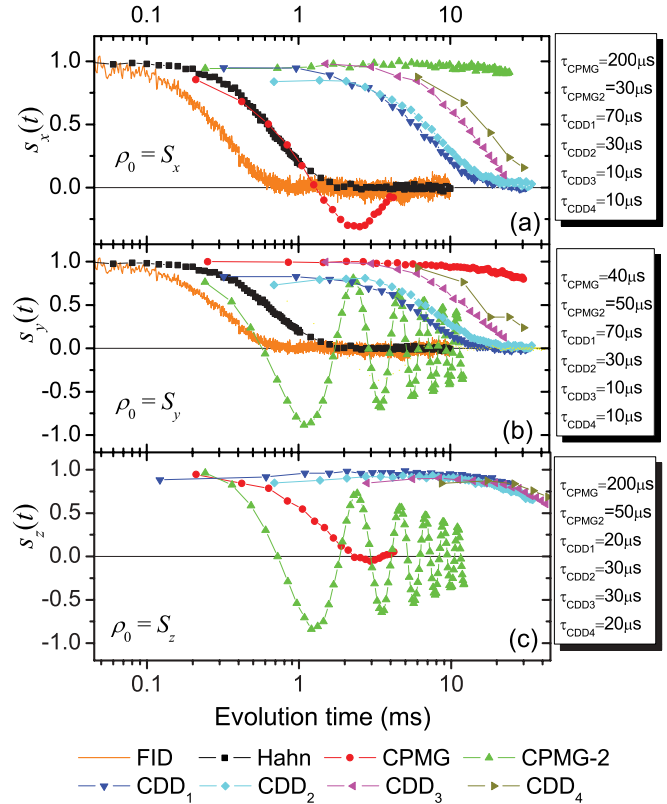 0.1 1 10
1.0
0.5
0.0
s_x(t)
ρ₀ = S_x
(a)
τ_CPMG=200μs
τ_CPMG2=30μs
τ_CDD1=70μs
τ_CDD2=30μs
τ_CDD3=10μs
τ_CDD4=10μs
1.0
0.5
0.0
-0.5
-1.0
s_y(t)
ρ₀ = S_y
(b)
τ_CPMG=40μs
τ_CPMG2=50μs
τ_CDD1=70μs
τ_CDD2=30μs
τ_CDD3=10μs
τ_CDD4=10μs
1.0
0.5
0.0
-0.5
-1.0
s_z(t)
ρ₀ = S_z
(c)
τ_CPMG=200μs
τ_CPMG2=50μs
τ_CDD1=20μs
τ_CDD2=30μs
τ_CDD3=30μs
τ_CDD4=20μs
0.1 1 10
Evolution time (ms)
FID Hahn CPMG CPMG-2
CDD₁ CDD₂ CDD₃ CDD₄